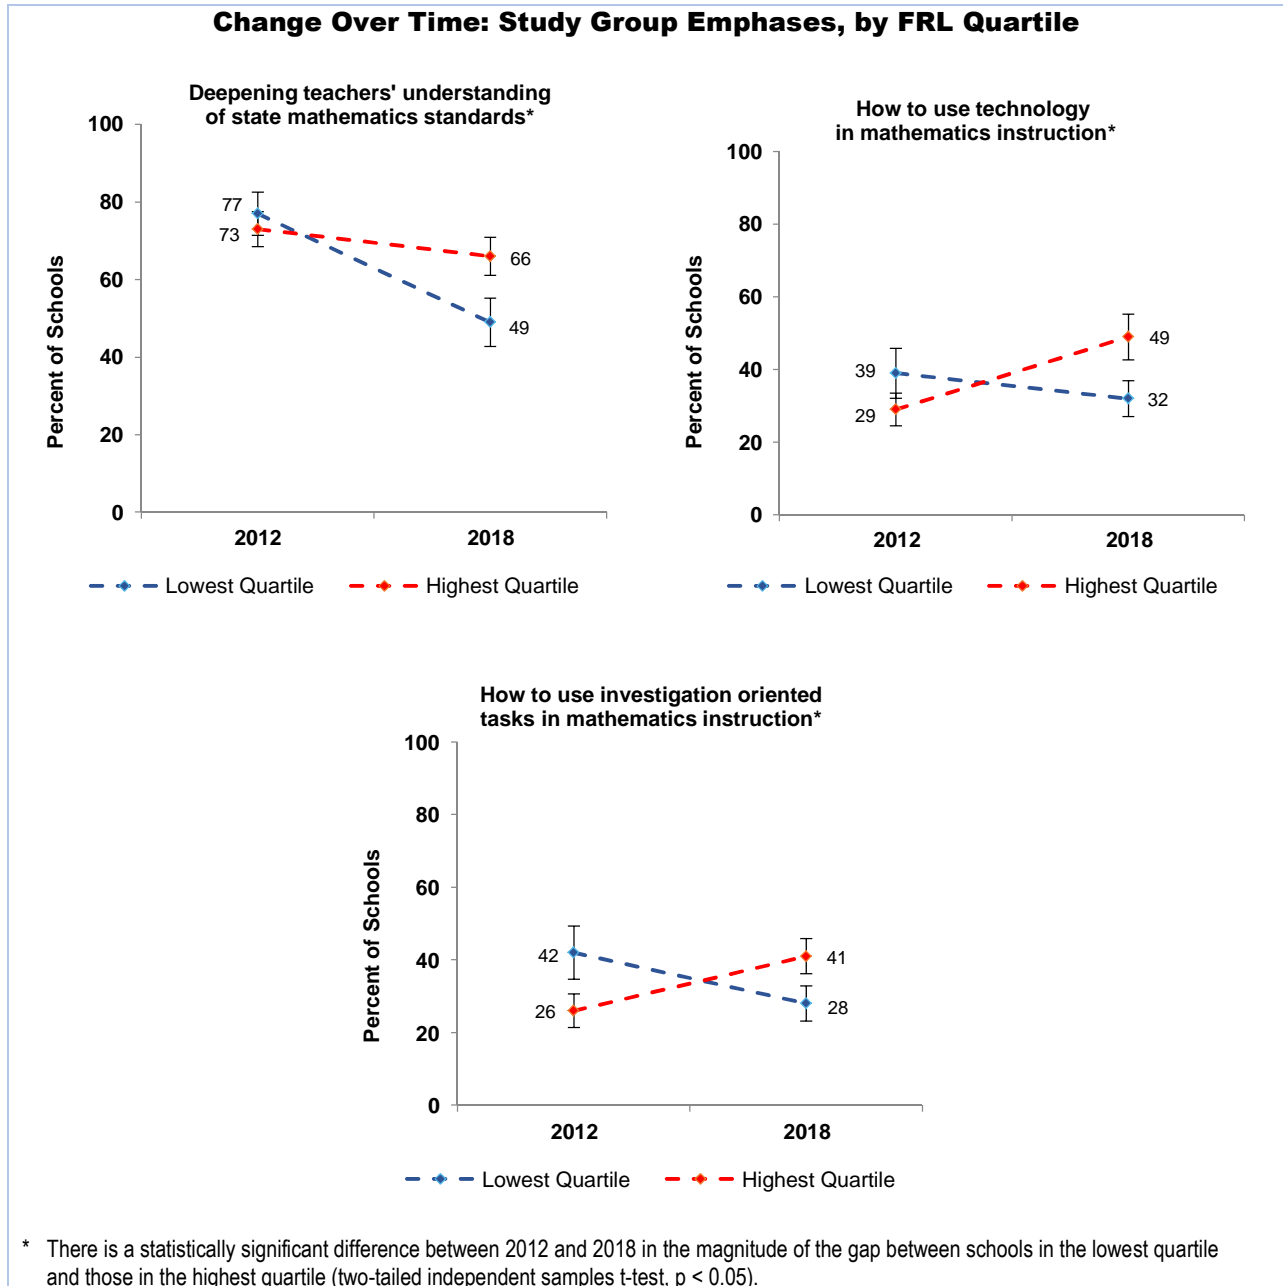 Change Over Time: Study Group Emphases, by FRL Quartile
Deepening teachers' understanding
of state mathematics standards*
Percent of Schools
100
80
60
40
20
0
77
73
66
49
2012 2018
Lowest Quartile Highest Quartile
How to use technology
in mathematics instruction*
Percent of Schools
100
80
60
40
20
0
39
29
49
32
2012 2018
Lowest Quartile Highest Quartile
How to use investigation oriented
tasks in mathematics instruction*
Percent of Schools
100
80
60
40
20
0
42
26
41
28
2012 2018
Lowest Quartile Highest Quartile
* There is a statistically significant difference between 2012 and 2018 in the magnitude of the gap between schools in the lowest quartile
and those in the highest quartile (two-tailed independent samples t-test, p < 0.05).